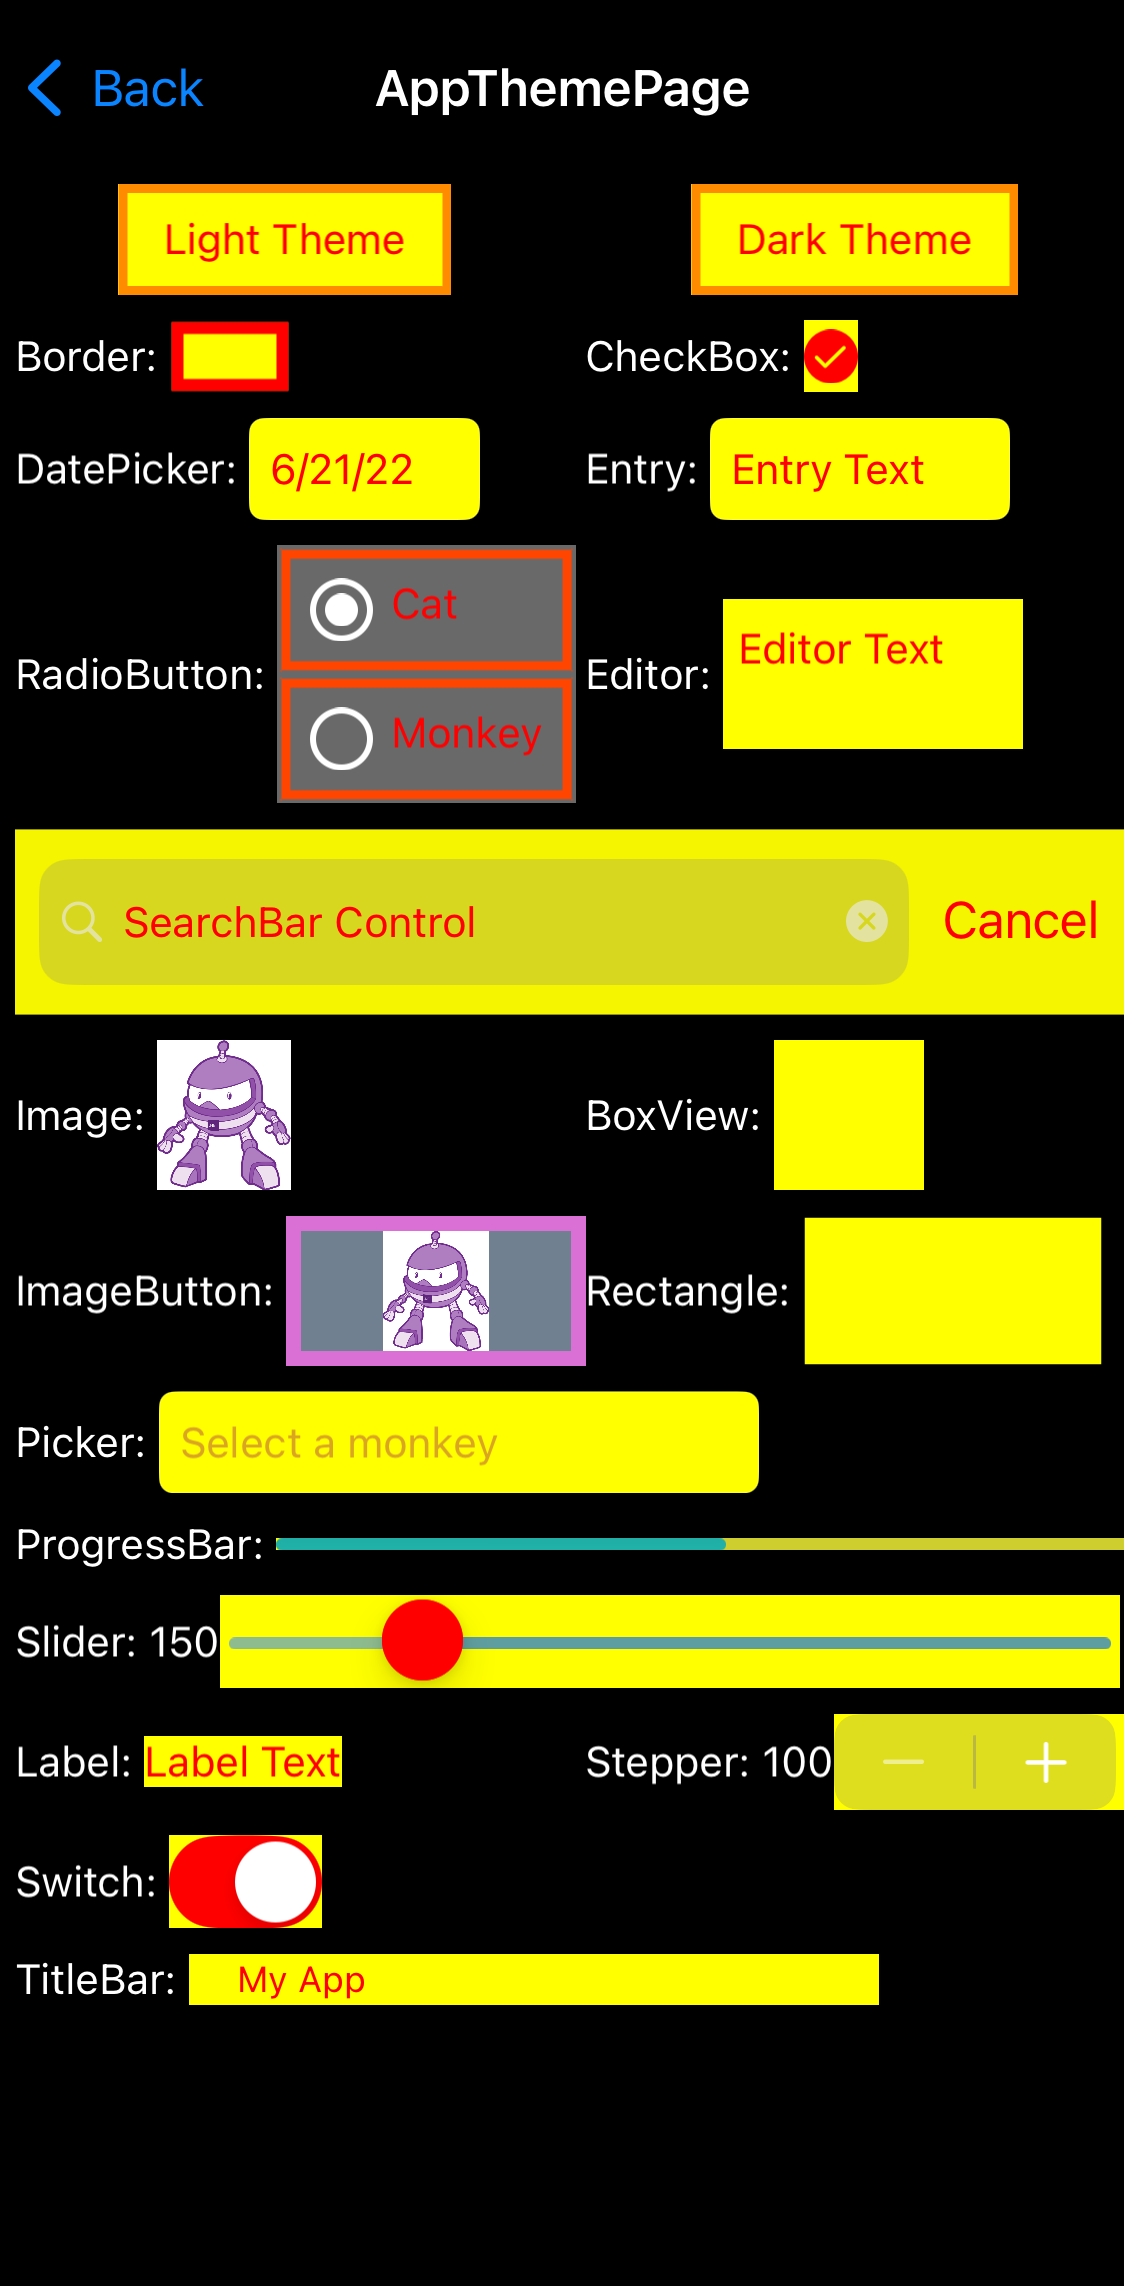 Back
AppThemePage
Light Theme
Dark Theme
Border:
CheckBox:
DatePicker: 6/21/22
Entry: Entry Text
RadioButton:
Cat
Monkey
Editor:
Editor Text
SearchBar Control
Cancel
Image:
BoxView:
ImageButton:
Rectangle:
Picker: Select a monkey
ProgressBar:
Slider: 150
Label: Label Text
Stepper: 100
Switch:
TitleBar: My App